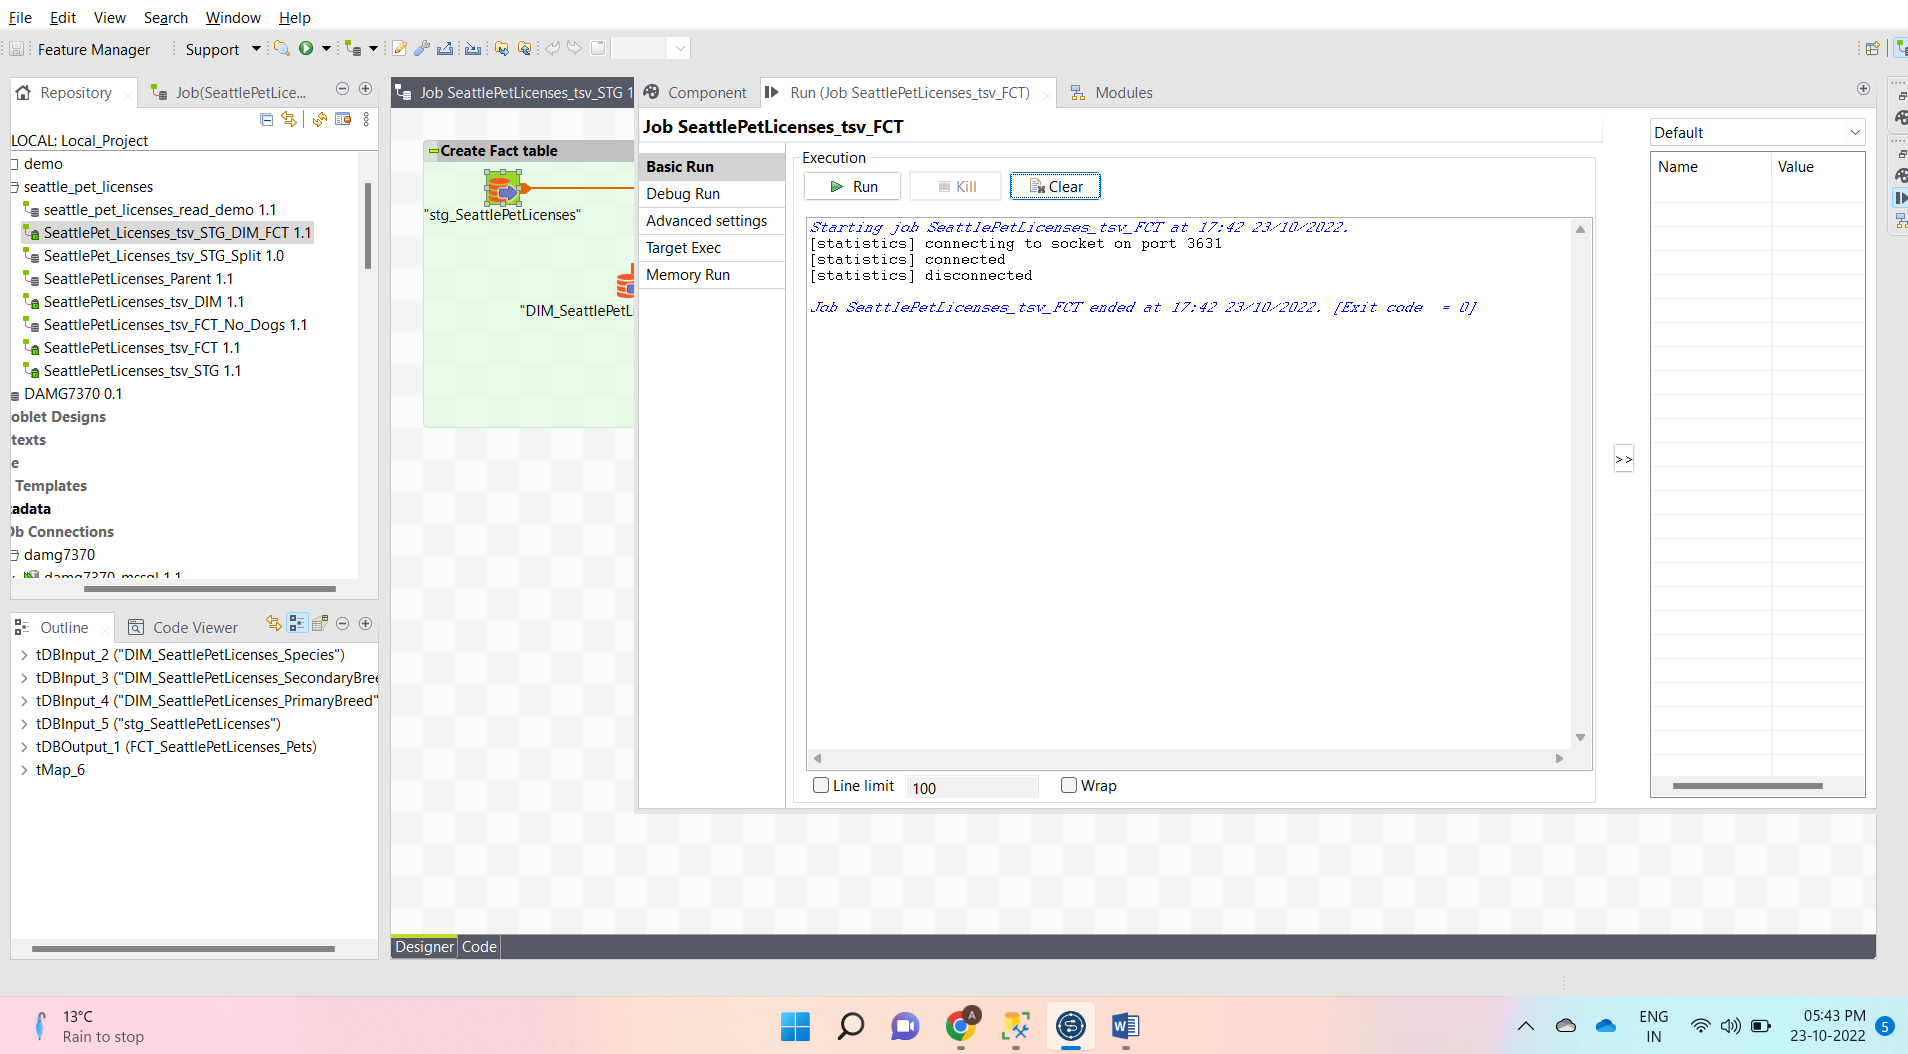 File Edit View Search Window Help
Feature Manager Support
Repository Job(SeattlePetLice...
LOCAL: Local_Project
demo
seattle_pet_licenses
seattle_pet_licenses_read_demo 1.1
SeattlePet_Licenses_tsv_STG_DIM_FCT 1.1
SeattlePet_Licenses_tsv_STG_Split 1.0
SeattlePetLicenses_Parent 1.1
SeattlePetLicenses_tsv_DIM 1.1
SeattlePetLicenses_tsv_FCT_No_Dogs 1.1
SeattlePetLicenses_tsv_FCT 1.1
SeattlePetLicenses_tsv_STG 1.1
DAMG7370 0.1
oblet Designs
texts
e
Templates
adata
Db Connections
damg7370
damg7370_mssql 1.1
Outline Code Viewer
tDBInput_2 ("DIM_SeattlePetLicenses_Species")
tDBInput_3 ("DIM_SeattlePetLicenses_SecondaryBree
tDBInput_4 ("DIM_SeattlePetLicenses_PrimaryBreed"
tDBInput_5 ("stg_SeattlePetLicenses")
tDBOutput_1 (FCT_SeattlePetLicenses_Pets)
tMap_6
Job SeattlePetLicenses_tsv_STG 1
Create Fact table
"stg_SeattlePetLicenses"
"DIM_SeattlePetLi
Designer Code
Component Run (Job SeattlePetLicenses_tsv_FCT) Modules
Job SeattlePetLicenses_tsv_FCT
Basic Run
Debug Run
Advanced settings
Target Exec
Memory Run
Execution
Run Kill Clear
Starting job SeattlePetLicenses_tsv_FCT at 17:42 23/10/2022.
[statistics] connecting to socket on port 3631
[statistics] connected
[statistics] disconnected
Job SeattlePetLicenses_tsv_FCT ended at 17:42 23/10/2022. [Exit code  = 0]
Line limit 100 Wrap
>>
Default
Name Value
13°C
Rain to stop
A
ENG
IN
05:43 PM
23-10-2022
5